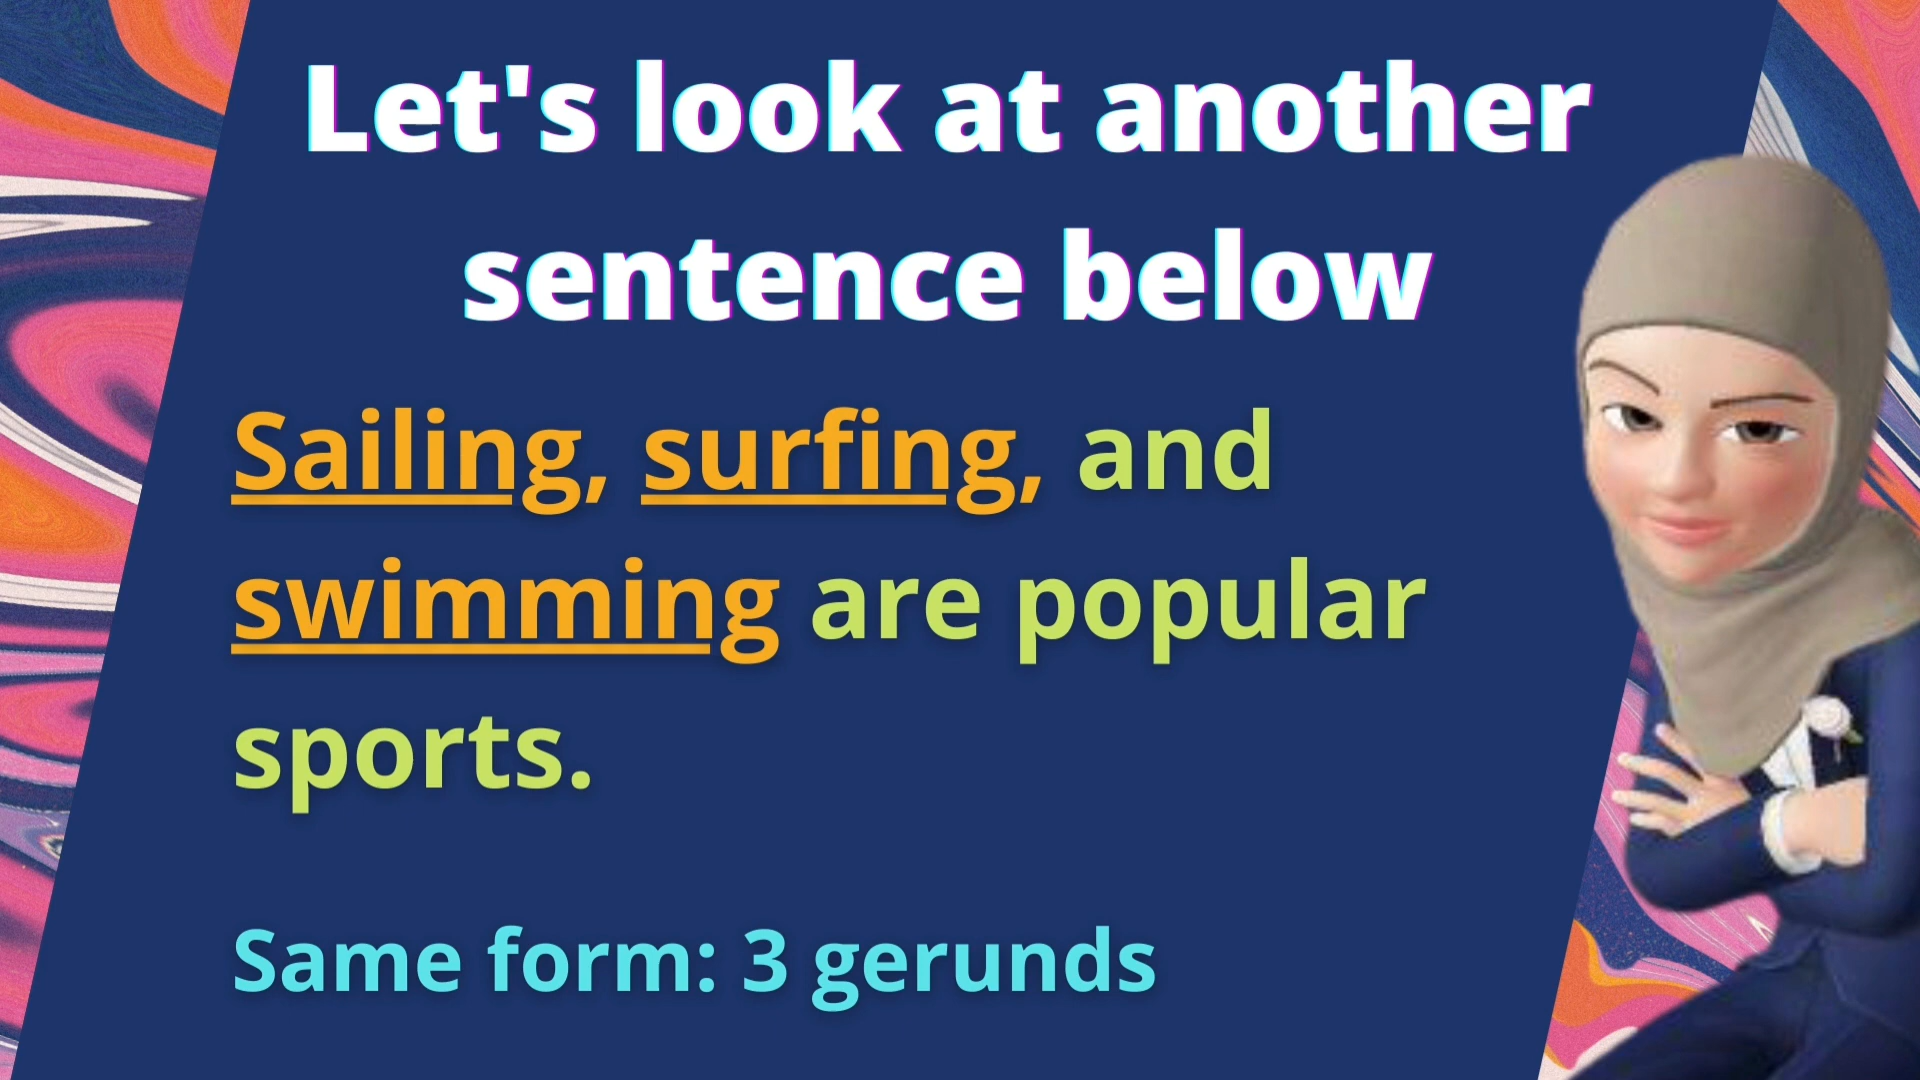 Let's look at another
sentence below
Sailing, surfing, and
swimming are popular
sports.
Same form: 3 gerunds